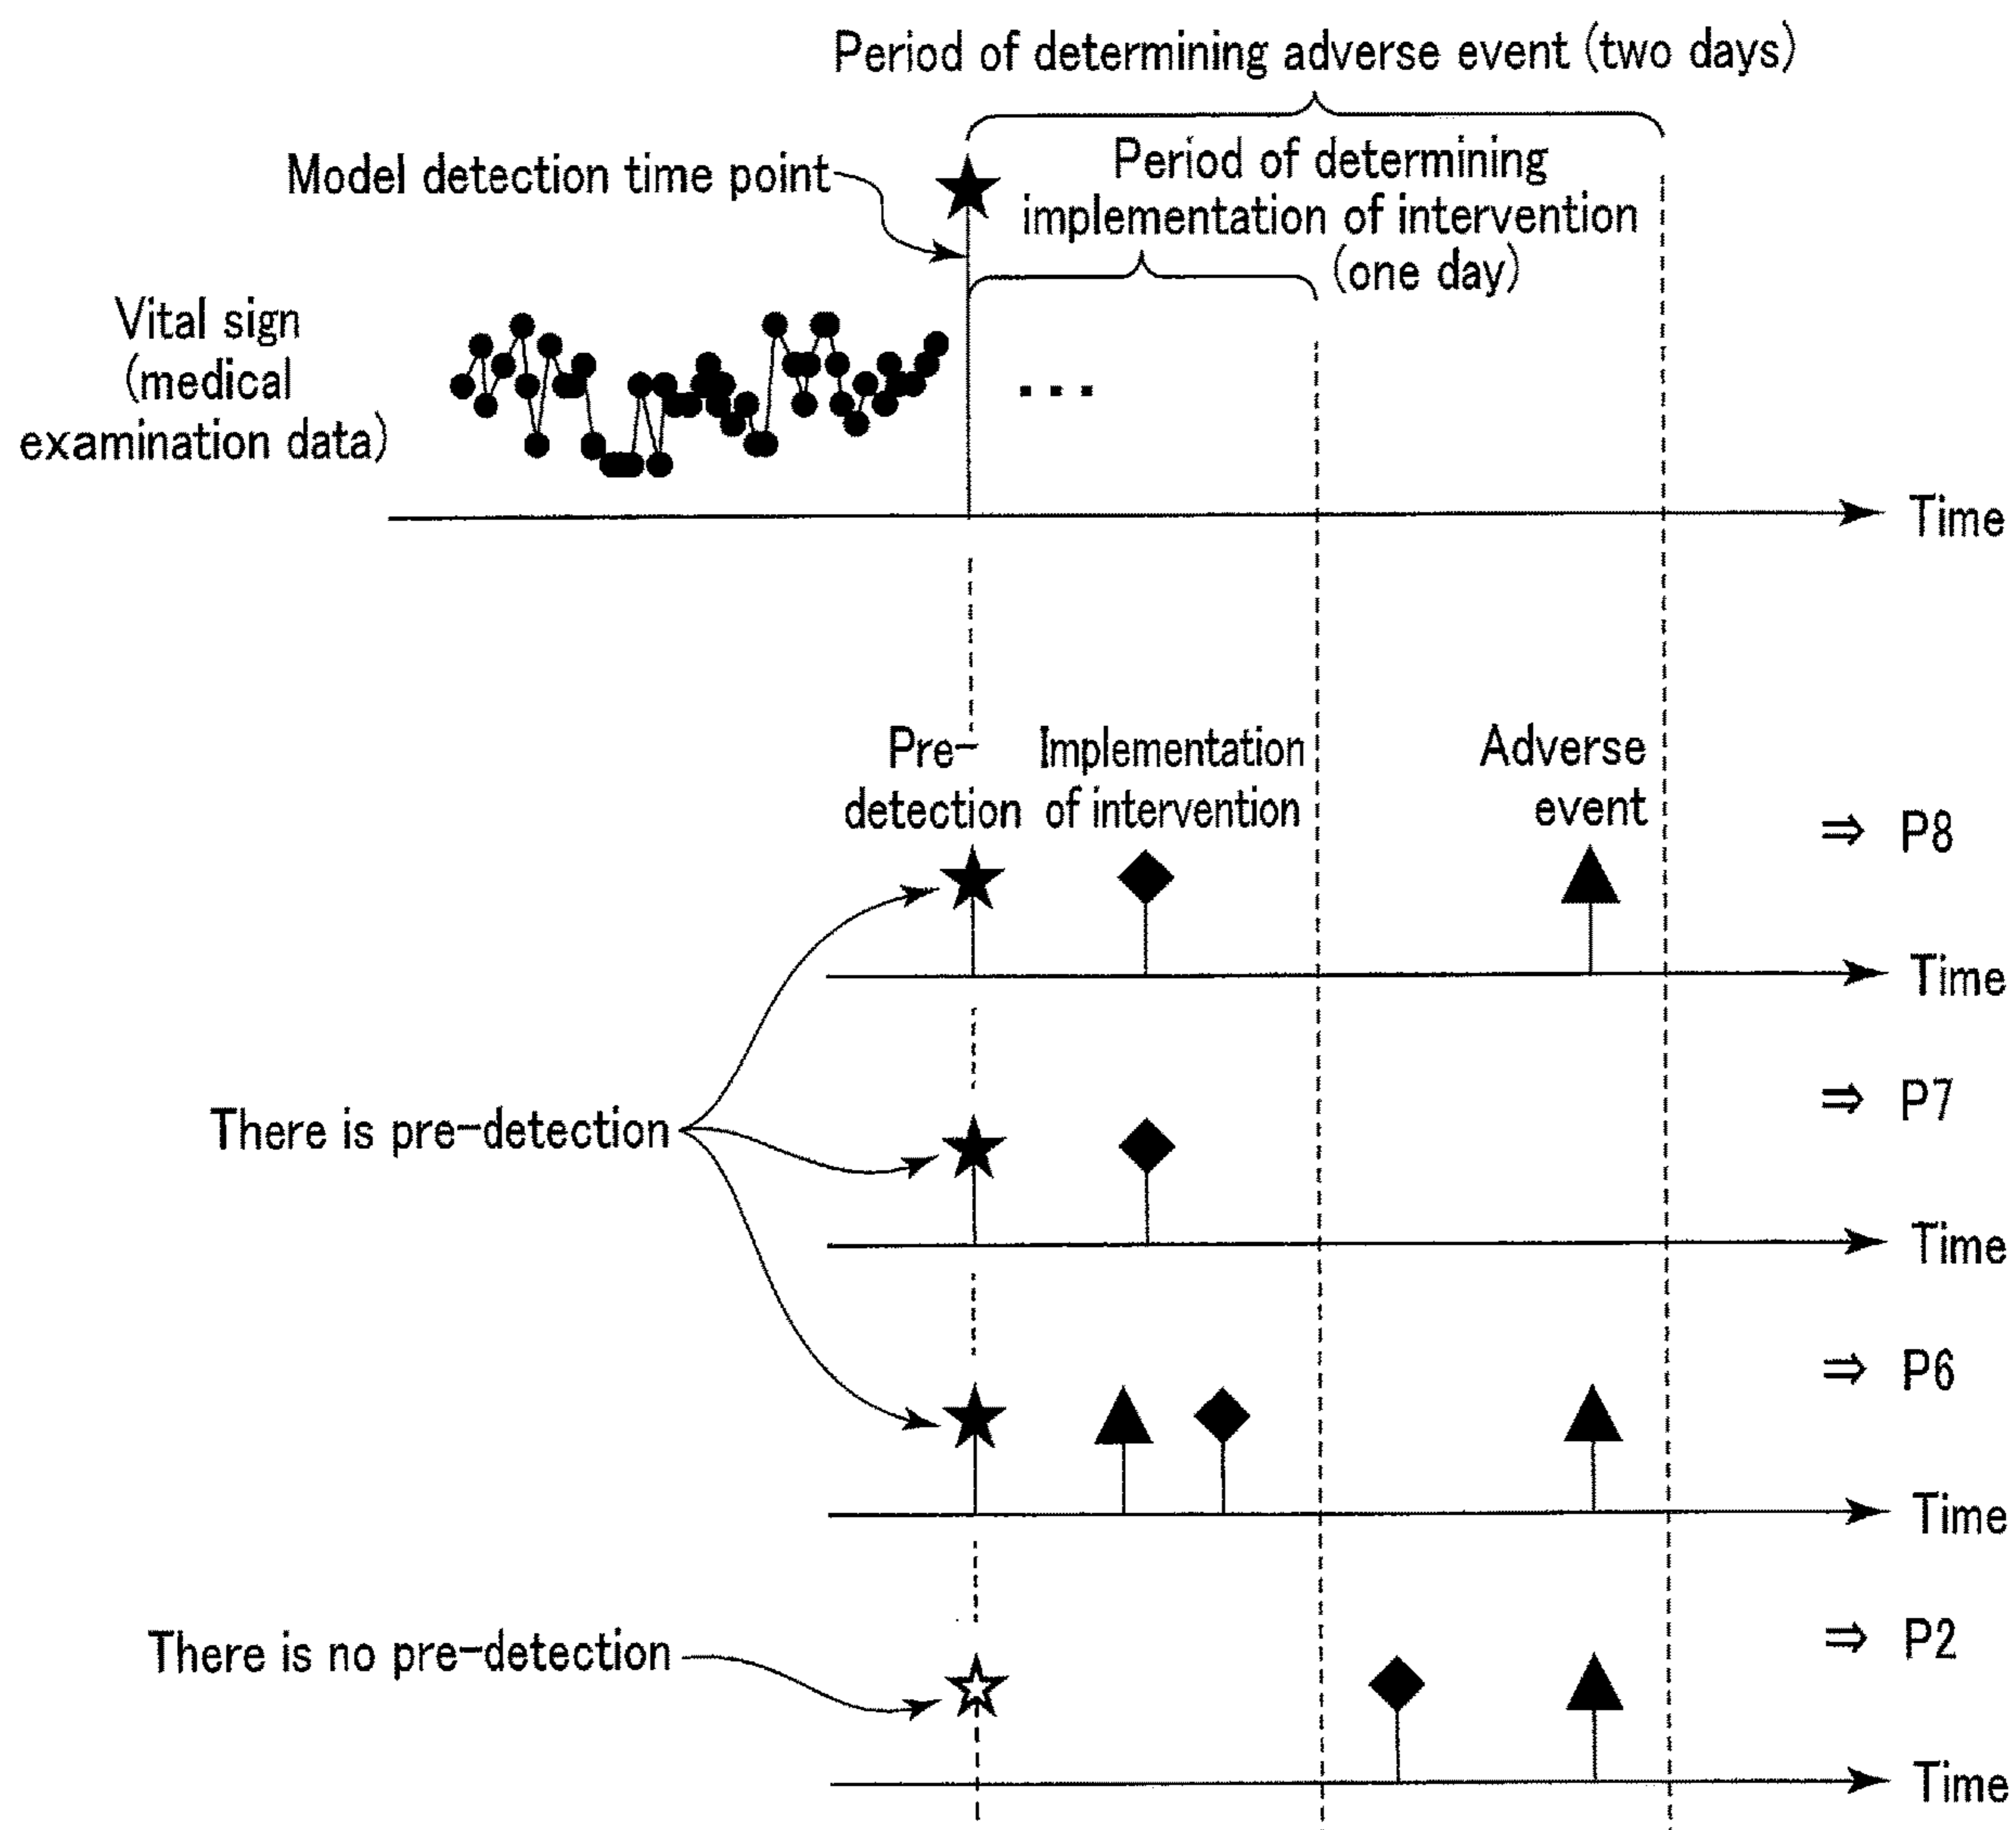 Period of determining adverse event (two days)
Model detection time point
Period of determining
implementation of intervention
(one day)
Vital sign
(medical
examination data)
...
Time
Pre-
detection
Implementation
of intervention
Adverse
event
⇒ P8
Time
There is pre-detection
⇒ P7
Time
⇒ P6
Time
There is no pre-detection
⇒ P2
Time